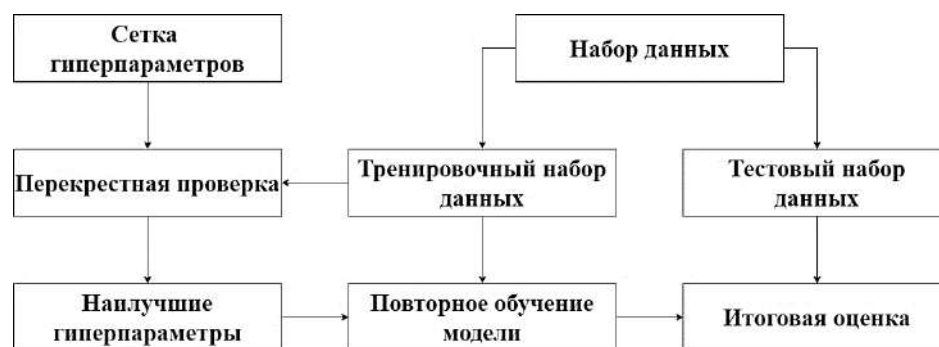 Сетка
гиперпараметров
Набор данных
Перекрестная проверка
Тренировочный набор
данных
Тестовый набор
данных
Наилучшие
гиперпараметры
Повторное обучение
модели
Итоговая оценка